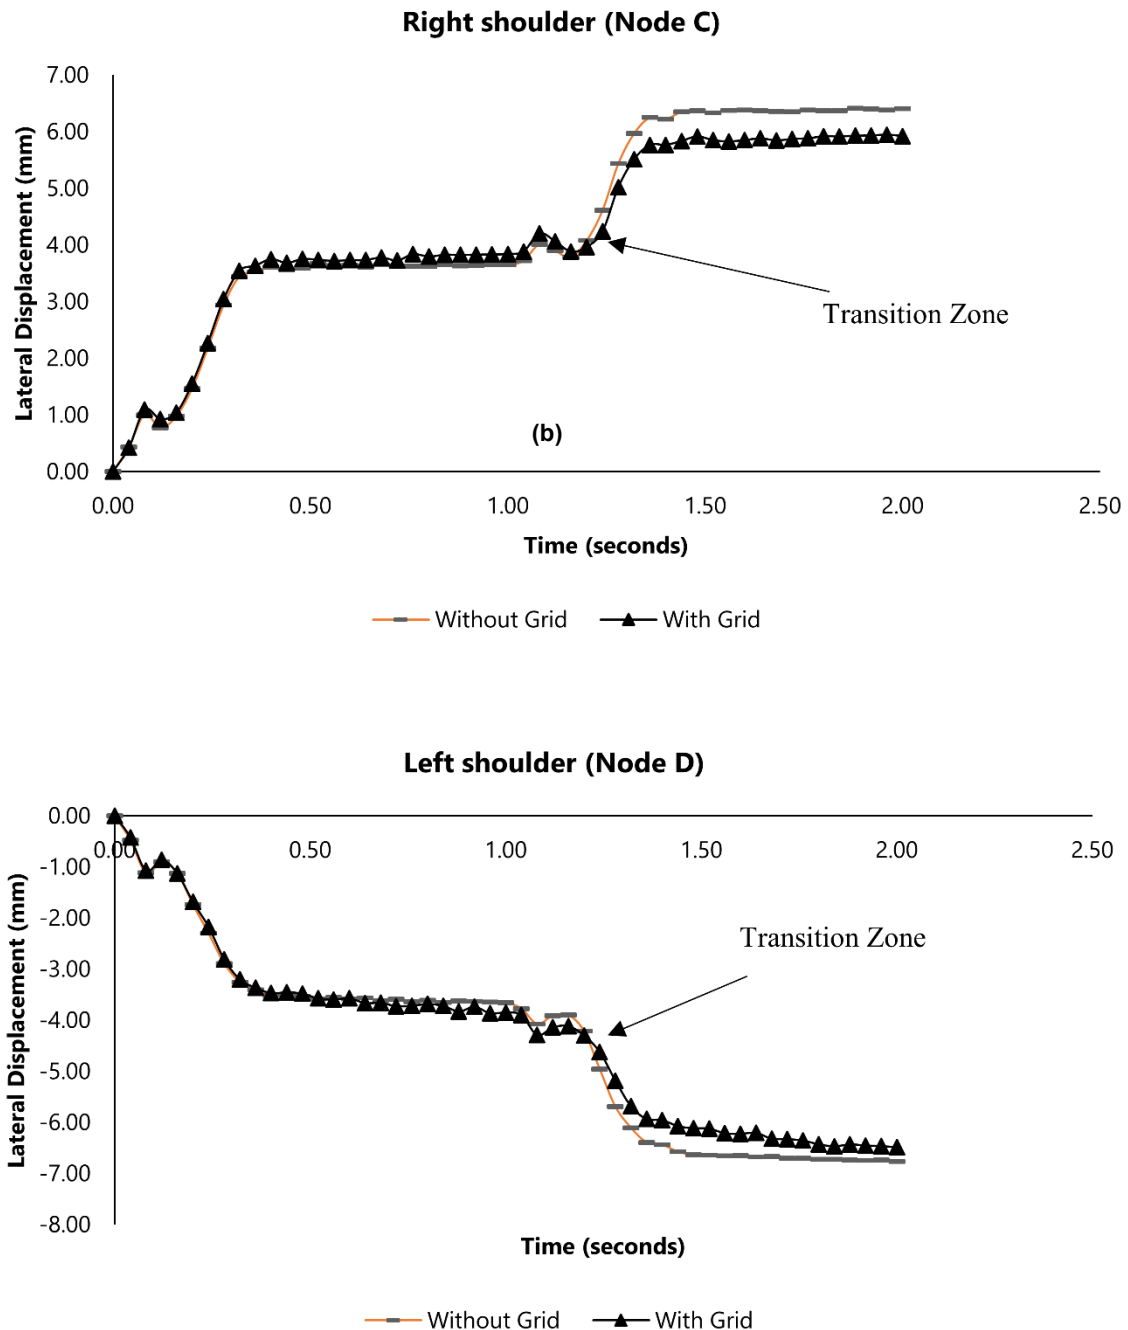 Right shoulder (Node C)
7.00
6.00
5.00
4.00
3.00
2.00
1.00
0.00
Lateral Displacement (mm)
Transition Zone
(b)
0.00 0.50 1.00 1.50 2.00 2.50
Time (seconds)
Without Grid With Grid
Left shoulder (Node D)
0.00
-1.00
-2.00
-3.00
-4.00
-5.00
-6.00
-7.00
-8.00
Lateral Displacement (mm)
0.00 0.50 1.00 1.50 2.00 2.50
Transition Zone
Time (seconds)
Without Grid With Grid